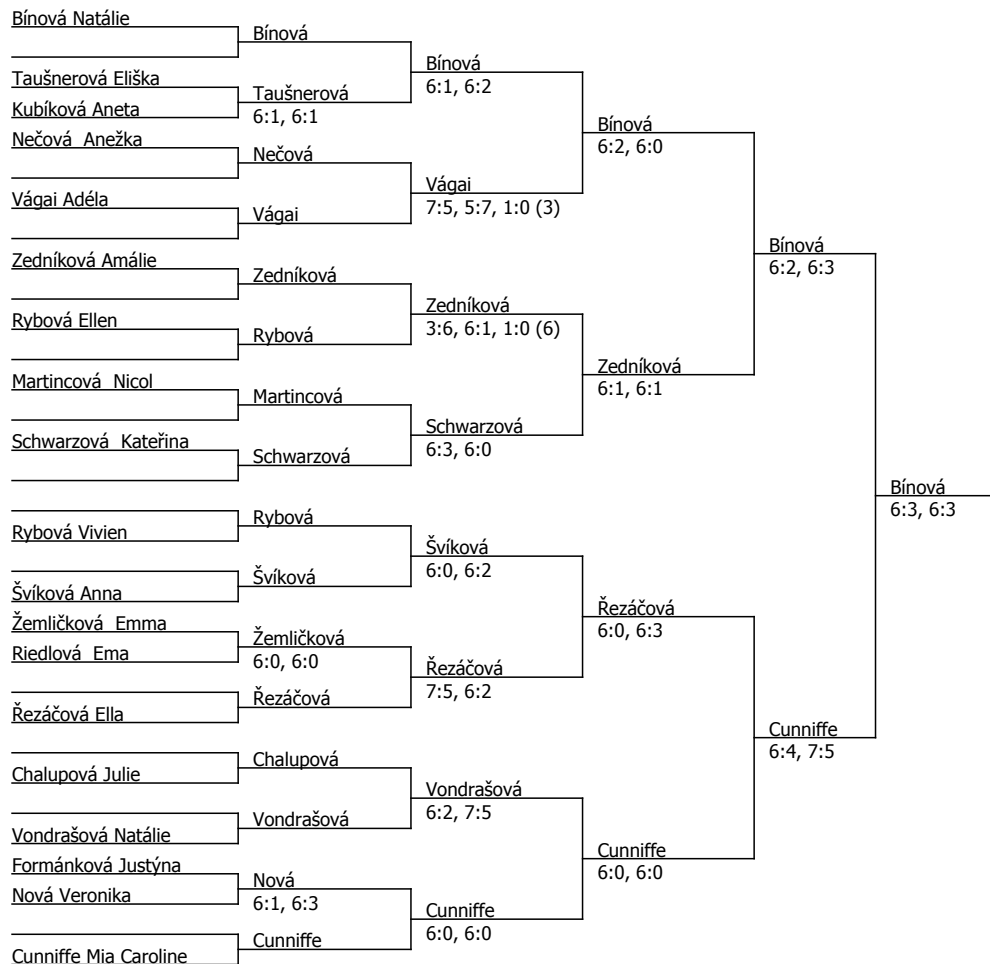 Bínová Natálie
Taušnerová Eliška
Kubíková Aneta
Nečová  Anežka
Vágai Adéla
Zedníková Amálie
Rybová Ellen
Martincová  Nicol
Schwarzová  Kateřina
Rybová Vivien
Švíková Anna
Žemličková  Emma
Riedlová  Ema
Řezáčová Ella
Chalupová Julie
Vondrašová Natálie
Formánková Justýna
Nová Veronika
Cunniffe Mia Caroline
Bínová
Taušnerová
6:1, 6:1
Nečová
Vágai
Zedníková
Rybová
Martincová
Schwarzová
Rybová
Švíková
Žemličková
6:0, 6:0
Řezáčová
Chalupová
Vondrašová
Nová
6:1, 6:3
Cunniffe
Bínová
6:1, 6:2
Vágai
7:5, 5:7, 1:0 (3)
Zedníková
3:6, 6:1, 1:0 (6)
Schwarzová
6:3, 6:0
Švíková
6:0, 6:2
Řezáčová
7:5, 6:2
Vondrašová
6:2, 7:5
Cunniffe
6:0, 6:0
Bínová
6:2, 6:0
Zedníková
6:1, 6:1
Řezáčová
6:0, 6:3
Cunniffe
6:0, 6:0
Bínová
6:2, 6:3
Cunniffe
6:4, 7:5
Bínová
6:3, 6:3